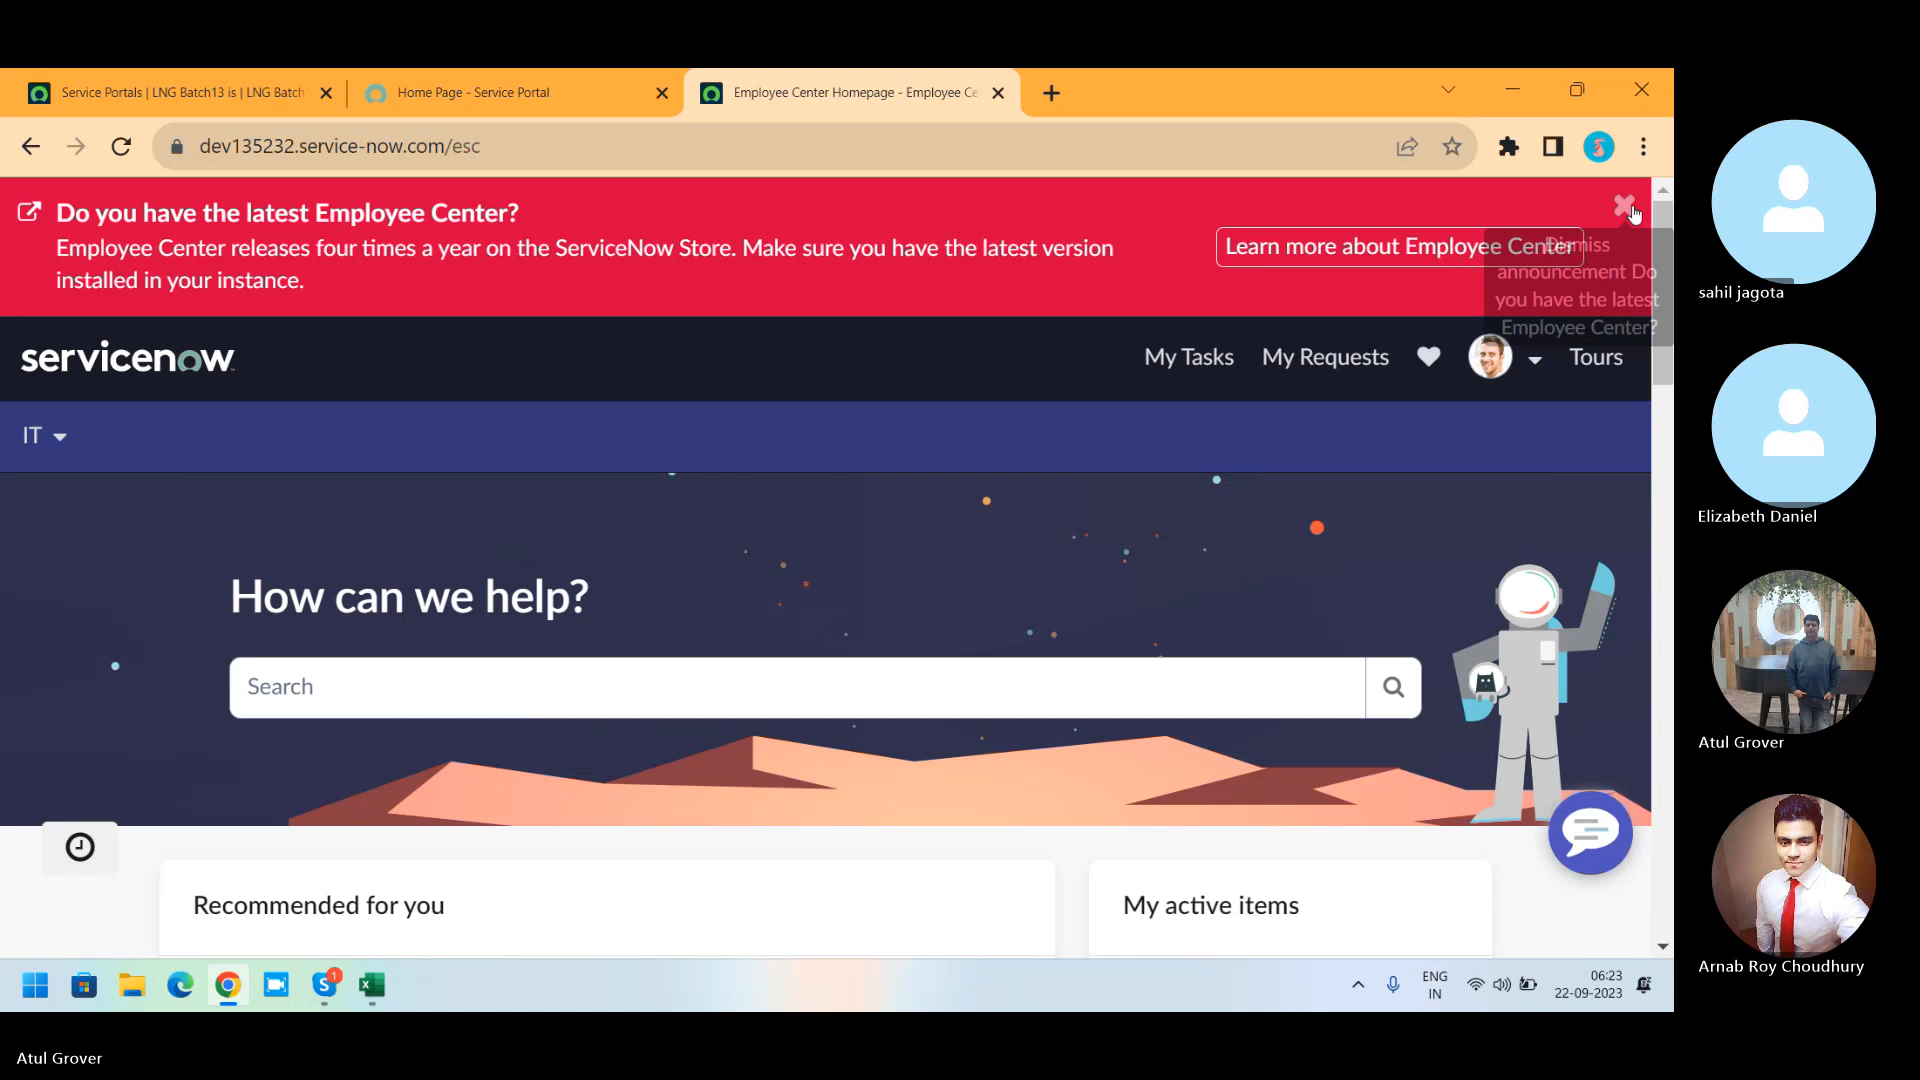 Service Portals | LNG Batch13 is | LNG Batch
Home Page - Service Portal
Employee Center Homepage - Employee Ce
dev135232.service-now.com/esc
Do you have the latest Employee Center?
Employee Center releases four times a year on the ServiceNow Store. Make sure you have the latest version
installed in your instance.
Learn more about Employee Center
Dismiss
announcement Do
you have the latest
Employee Center?
servicenow
My Tasks
My Requests
Tours
IT
How can we help?
Search
Recommended for you
My active items
1
ENG
IN
06:23
22-09-2023
sahil jagota
Elizabeth Daniel
Atul Grover
Arnab Roy Choudhury
Atul Grover